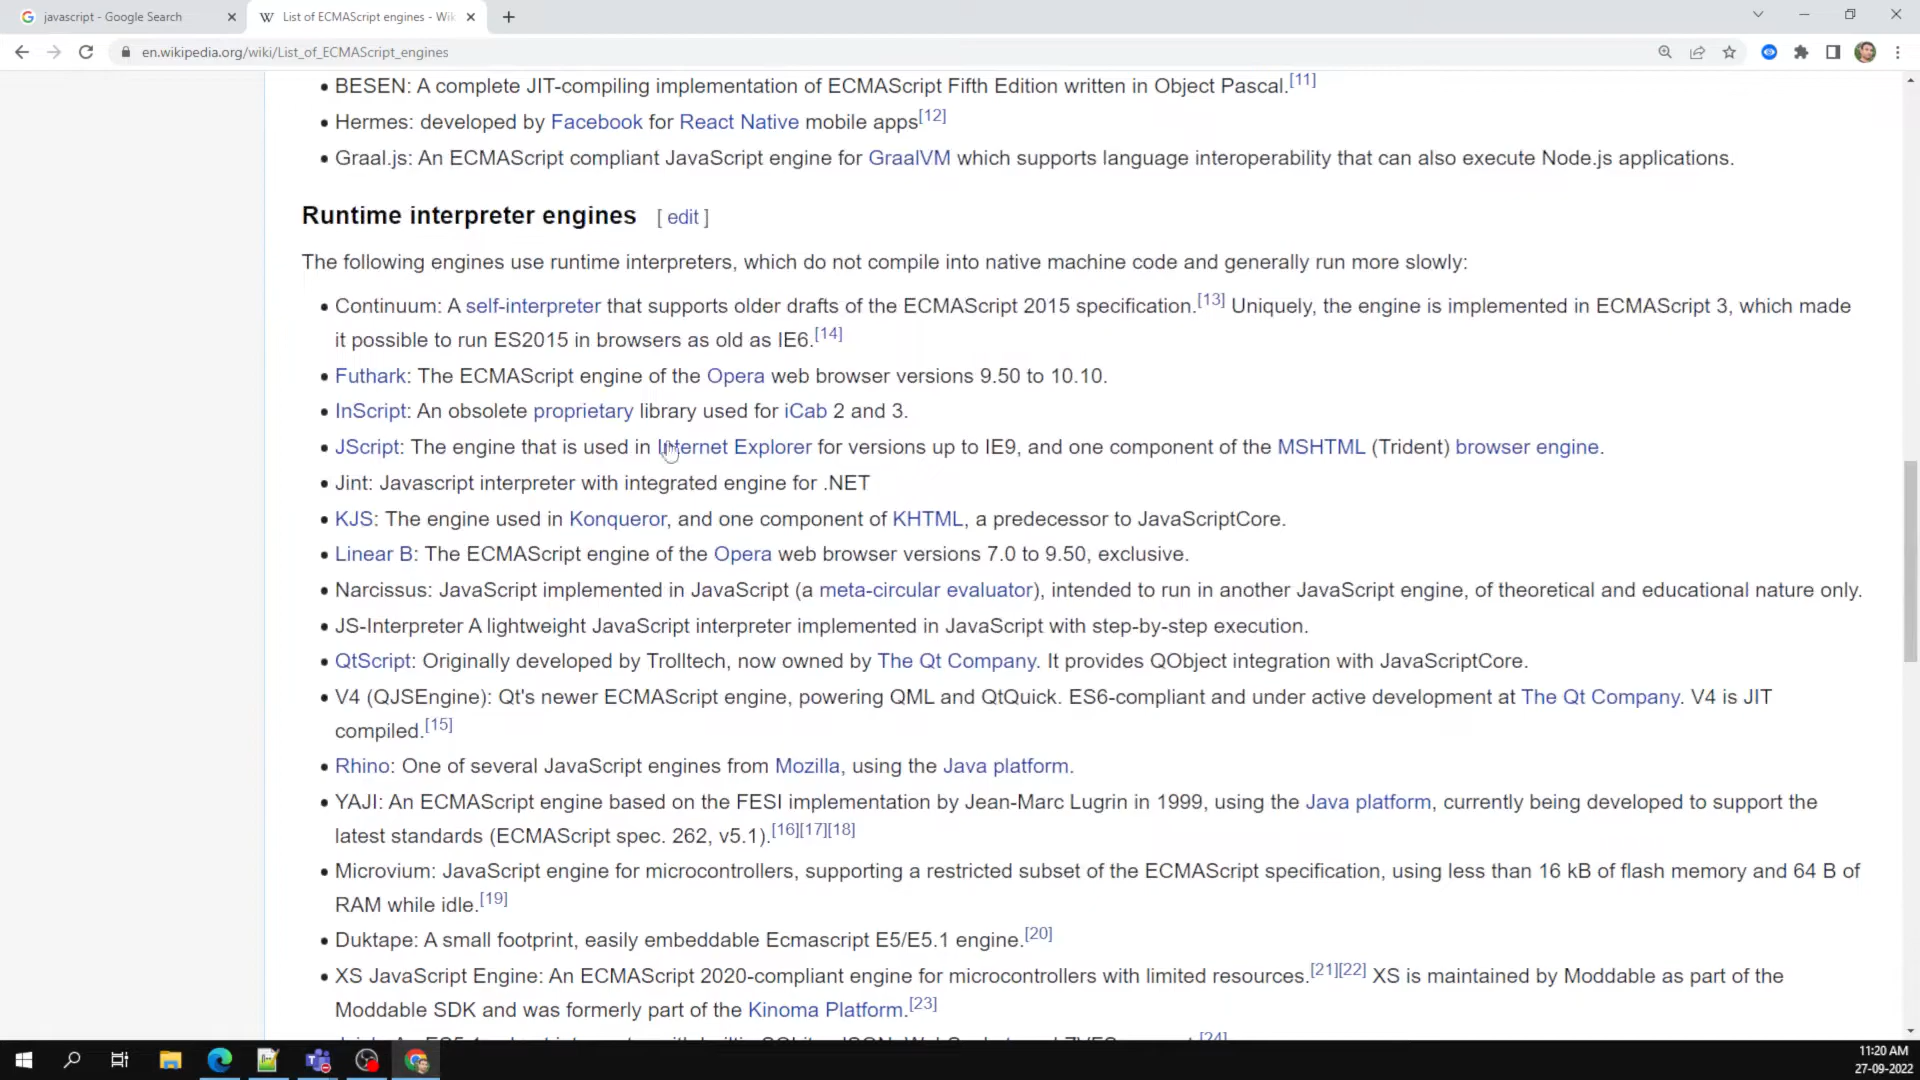 javascript - Google Search
List of ECMAScript engines - Wik
en.wikipedia.org/wiki/List_of_ECMAScript_engines
• BESEN: A complete JIT-compiling implementation of ECMAScript Fifth Edition written in Object Pascal.[11]
• Hermes: developed by Facebook for React Native mobile apps[12]
• Graal.js: An ECMAScript compliant JavaScript engine for GraalVM which supports language interoperability that can also execute Node.js applications.
Runtime interpreter engines [ edit ]
The following engines use runtime interpreters, which do not compile into native machine code and generally run more slowly:
• Continuum: A self-interpreter that supports older drafts of the ECMAScript 2015 specification.[13] Uniquely, the engine is implemented in ECMAScript 3, which made
it possible to run ES2015 in browsers as old as IE6.[14]
• Futhark: The ECMAScript engine of the Opera web browser versions 9.50 to 10.10.
• InScript: An obsolete proprietary library used for iCab 2 and 3.
• JScript: The engine that is used in Internet Explorer for versions up to IE9, and one component of the MSHTML (Trident) browser engine.
• Jint: Javascript interpreter with integrated engine for .NET
• KJS: The engine used in Konqueror, and one component of KHTML, a predecessor to JavaScriptCore.
• Linear B: The ECMAScript engine of the Opera web browser versions 7.0 to 9.50, exclusive.
• Narcissus: JavaScript implemented in JavaScript (a meta-circular evaluator), intended to run in another JavaScript engine, of theoretical and educational nature only.
• JS-Interpreter A lightweight JavaScript interpreter implemented in JavaScript with step-by-step execution.
• QtScript: Originally developed by Trolltech, now owned by The Qt Company. It provides QObject integration with JavaScriptCore.
• V4 (QJSEngine): Qt's newer ECMAScript engine, powering QML and QtQuick. ES6-compliant and under active development at The Qt Company. V4 is JIT
compiled.[15]
• Rhino: One of several JavaScript engines from Mozilla, using the Java platform.
• YAJI: An ECMAScript engine based on the FESI implementation by Jean-Marc Lugrin in 1999, using the Java platform, currently being developed to support the
latest standards (ECMAScript spec. 262, v5.1).[16][17][18]
• Microvium: JavaScript engine for microcontrollers, supporting a restricted subset of the ECMAScript specification, using less than 16 kB of flash memory and 64 B of
RAM while idle.[19]
• Duktape: A small footprint, easily embeddable Ecmascript E5/E5.1 engine.[20]
• XS JavaScript Engine: An ECMAScript 2020-compliant engine for microcontrollers with limited resources.[21][22] XS is maintained by Moddable as part of the
Moddable SDK and was formerly part of the Kinoma Platform.[23]
11:20 AM
27-09-2022